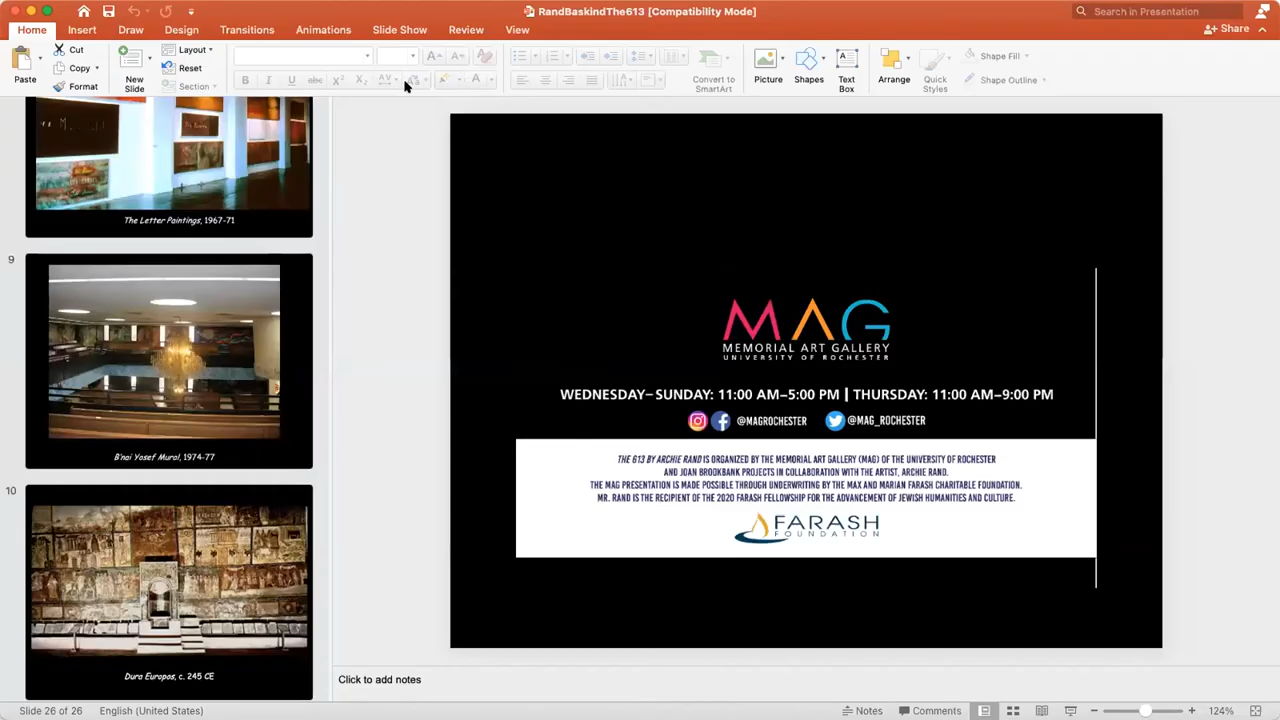 RandBaskindThe613 [Compatibility Mode]
Search in Presentation
Home Insert Draw Design Transitions Animations Slide Show Review View Share
Paste
Cut
Copy
Format
New
Slide
Layout
Reset
Section
Convert to
SmartArt
Picture
Shapes
Text
Box
Arrange
Quick
Styles
Shape Fill
Shape Outline
The Letter Paintings, 1967-71
9
B'nai Yosef Mural, 1974-77
10
Dura Europos, c. 245 CE
MAG
MEMORIAL ART GALLERY
UNIVERSITY OF ROCHESTER
WEDNESDAY–SUNDAY: 11:00 AM–5:00 PM | THURSDAY: 11:00 AM–9:00 PM
@MAGROCHESTER @MAG_ROCHESTER
THE 613 BY ARCHIE RAND IS ORGANIZED BY THE MEMORIAL ART GALLERY (MAG) OF THE UNIVERSITY OF ROCHESTER
AND JOAN BROOKBANK PROJECTS IN COLLABORATION WITH THE ARTIST, ARCHIE RAND.
THE MAG PRESENTATION IS MADE POSSIBLE THROUGH UNDERWRITING BY THE MAX AND MARIAN FARASH CHARITABLE FOUNDATION.
MR. RAND IS THE RECIPIENT OF THE 2020 FARASH FELLOWSHIP FOR THE ADVANCEMENT OF JEWISH HUMANITIES AND CULTURE.
FARASH
FOUNDATION
Click to add notes
Slide 26 of 26 English (United States) Notes Comments 124%